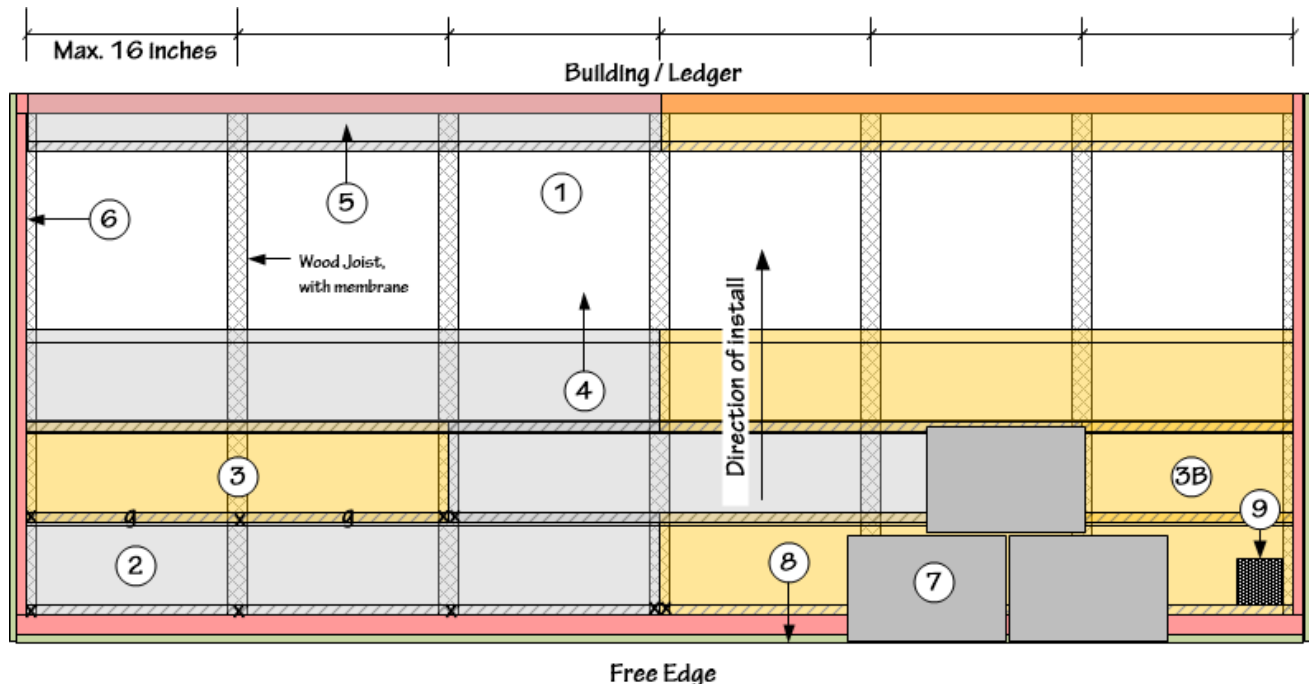 Max. 16 inches
Building / Ledger
1
5
6
Wood Joist,
with membrane
Direction of install
4
3
3B
g
g
9
2
8
7
x
x
x x
x
x
x
x x
Free Edge